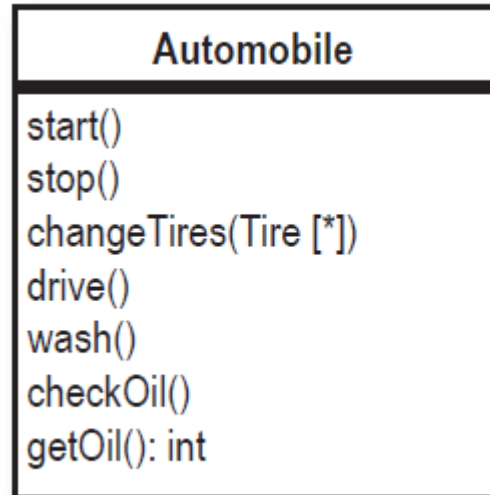 Automobile
start()
stop()
changeTires(Tire [*])
drive()
wash()
checkOil()
getOil(): int